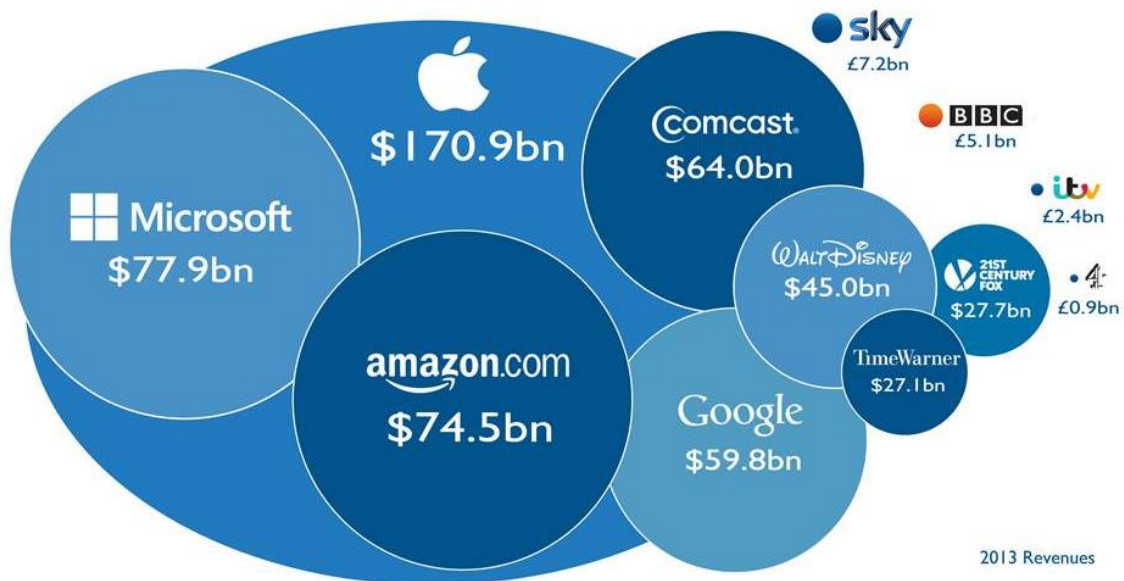 $170.9bn
Microsoft
$77.9bn
amazon.com
$74.5bn
Comcast®
$64.0bn
WALT DISNEY
$45.0bn
21ST
CENTURY
FOX
$27.7bn
TimeWarner
$27.1bn
Google
$59.8bn
sky
£7.2bn
BBC
£5.1bn
itv
£2.4bn
4
£0.9bn
2013 Revenues